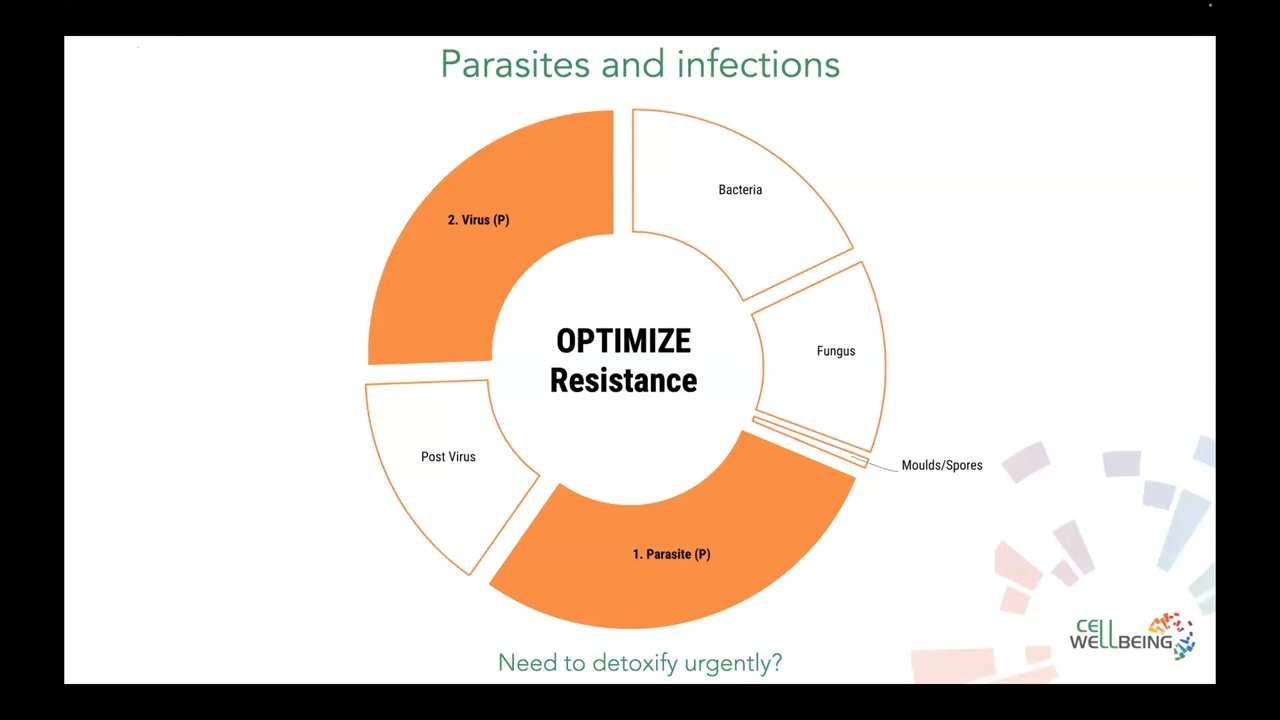 Parasites and infections
2. Virus (P)
Bacteria
OPTIMIZE
Resistance
Fungus
Post Virus
Moulds/Spores
1. Parasite (P)
Need to detoxify urgently?
CELL
WELLBEING